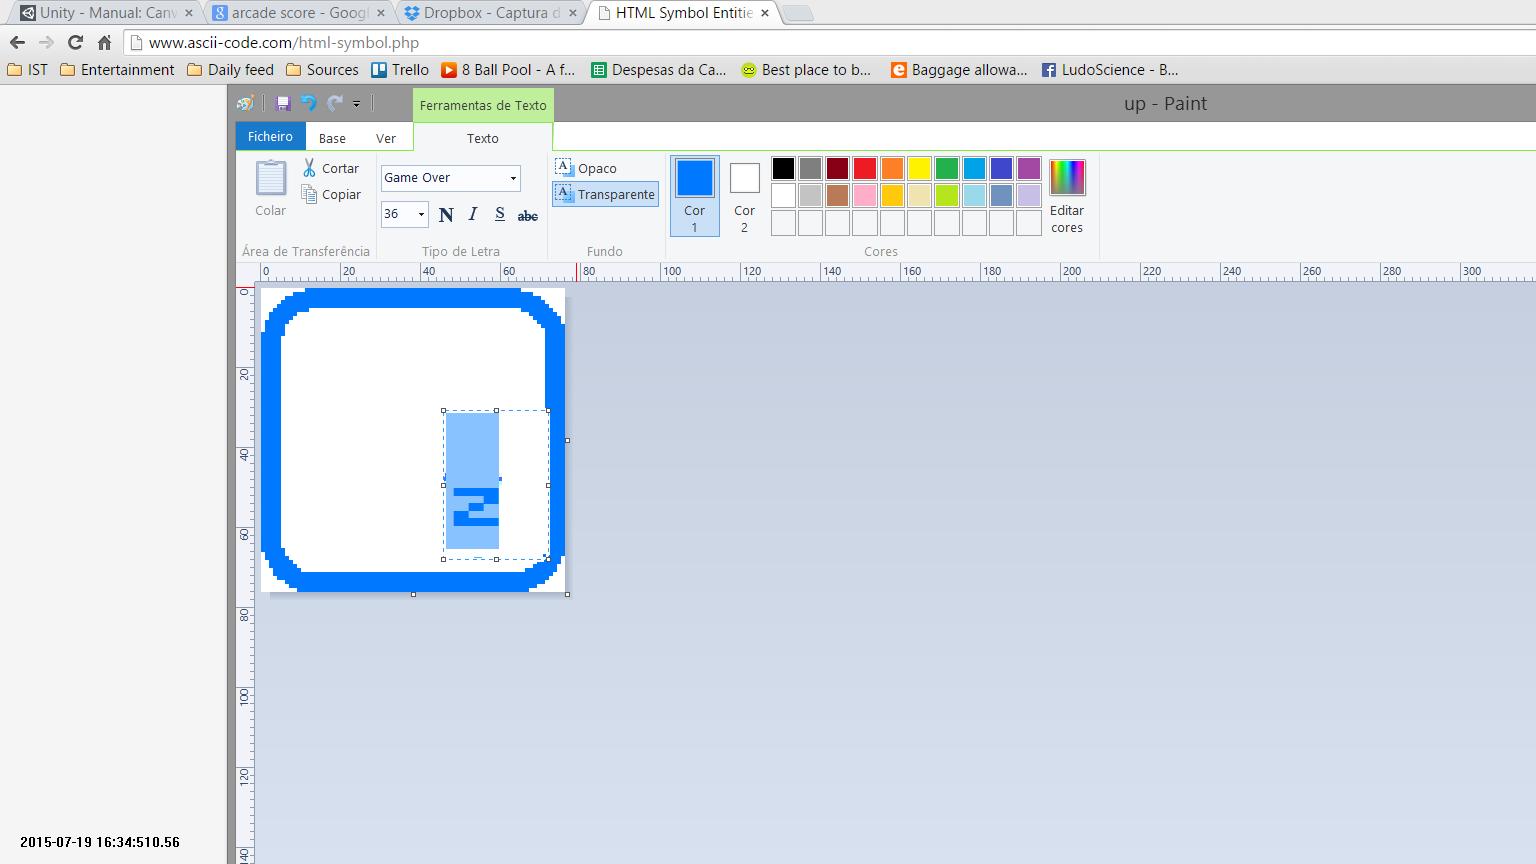 Unity - Manual: Canv
arcade score - Googl
Dropbox - Captura d
HTML Symbol Entitie
www.ascii-code.com/html-symbol.php
IST
Entertainment
Daily feed
Sources
Trello
8 Ball Pool - A f...
Despesas da Ca...
Best place to b...
Baggage allowa...
LudoScience - B...
Ferramentas de Texto
up - Paint
Ficheiro
Base
Ver
Texto
Colar
Cortar
Copiar
Game Over
36
N I S abc
Opaco
Transparente
Cor
1
Cor
2
Editar
cores
Área de Transferência
Tipo de Letra
Fundo
Cores
0 20 40 60 80 100 120 140 160 180 200 220 240 260 280 300
0
20
40
60
80
100
120
140
z
2015-07-19 16:34:510.56